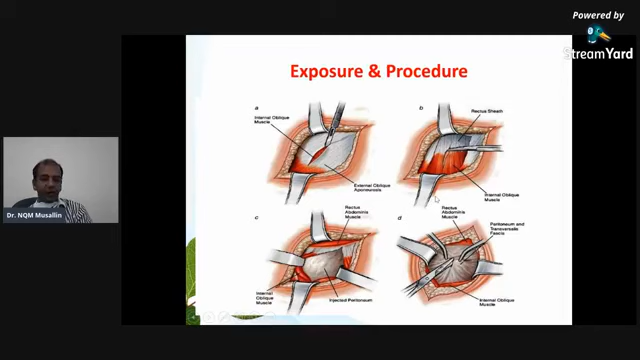 Powered by
StreamYard
Exposure & Procedure
a
Internal Oblique
Muscle
External Oblique
Aponeurosis
b
Rectus Sheath
Internal Oblique
Muscle
c
Rectus
Abdominis
Muscle
Internal
Oblique
Muscle
Injected Peritoneum
d
Rectus
Abdominis
Muscle
Peritoneum and
Transversalis
Fascia
Internal Oblique
Muscle
Dr. NQM Musallin